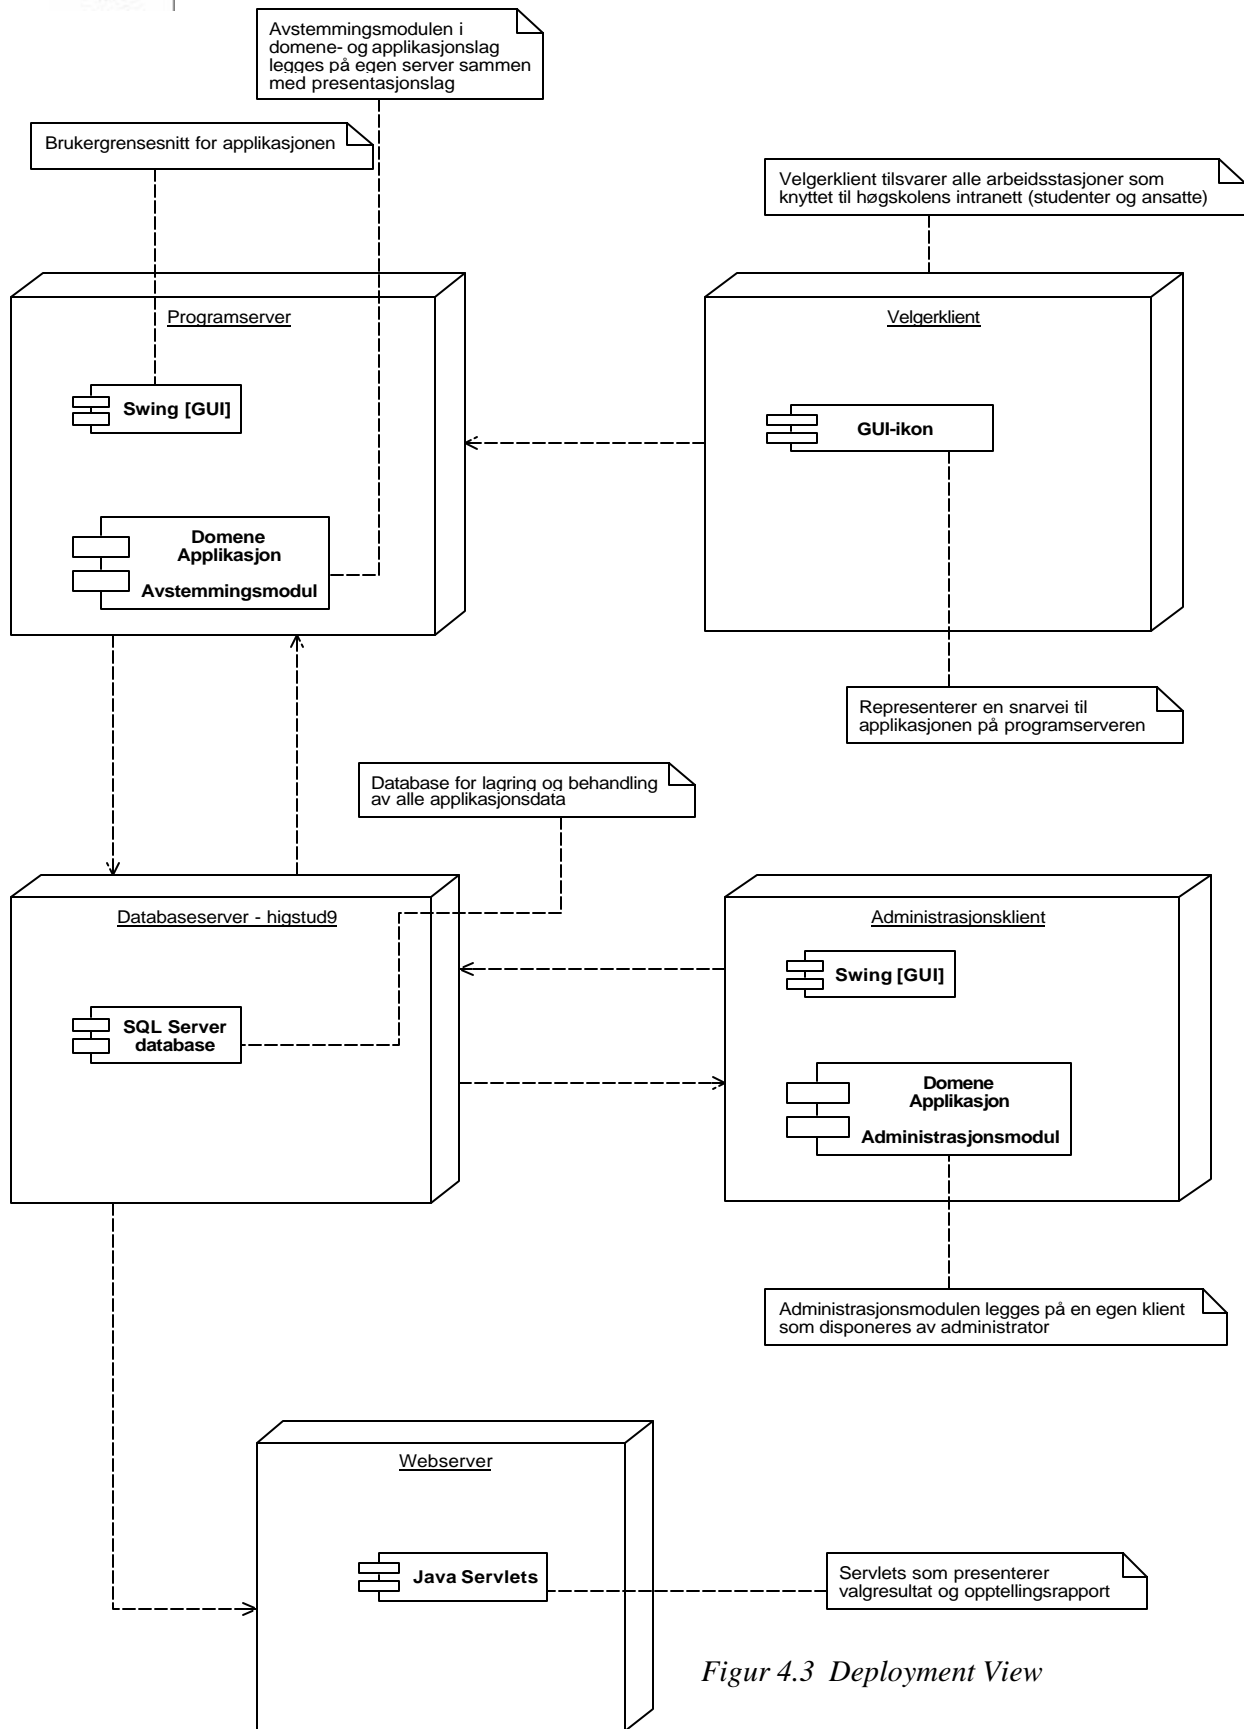 Avstemmingsmodulen i
domene- og applikasjonslag
legges på egen server sammen
med presentasjonslag
Brukergrensesnitt for applikasjonen
Velgerklient tilsvarer alle arbeidsstasjoner som
knyttet til høgskolens intranett (studenter og ansatte)
Programserver
Swing [GUI]
Domene
Applikasjon
Avstemmingsmodul
Velgerklient
GUI-ikon
Representerer en snarvei til
applikasjonen på programserveren
Database for lagring og behandling
av alle applikasjonsdata
Databaseserver - higstud9
SQL Server
database
Administrasjonsklient
Swing [GUI]
Domene
Applikasjon
Administrasjonsmodul
Administrasjonsmodulen legges på en egen klient
som disponeres av administrator
Webserver
Java Servlets
Servlets som presenterer
valgresultat og opptellingsrapport
Figur 4.3 Deployment View